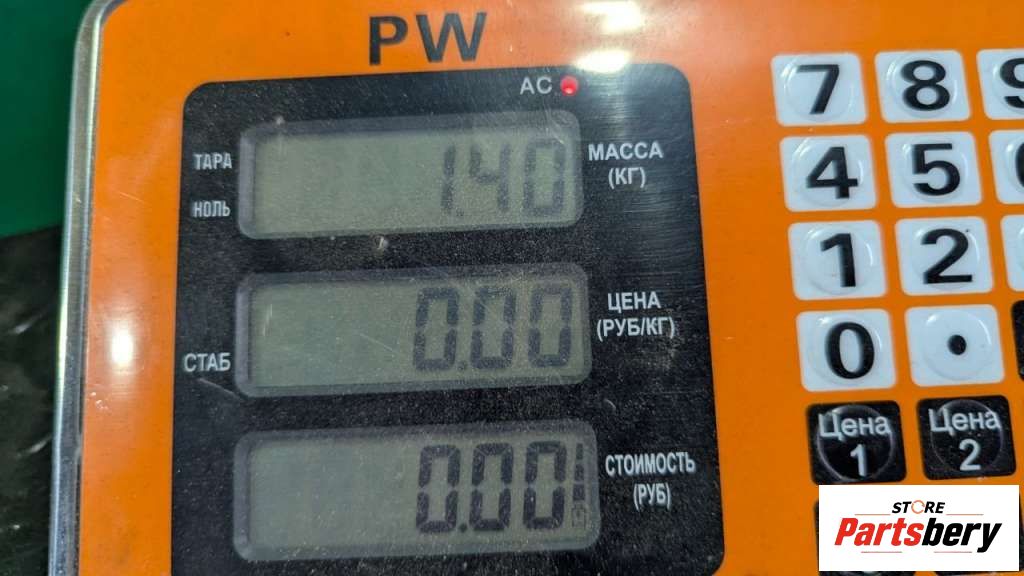 PW
AC
ТАРА
НОЛЬ
1.40
МАССА
(КГ)
СТАБ
0.00
ЦЕНА
(РУБ/КГ)
0.00
СТОИМОСТЬ
(РУБ)
7 8 9
4 5
1 2
0 •
Цена
1
Цена
2
STORE
Partsbery